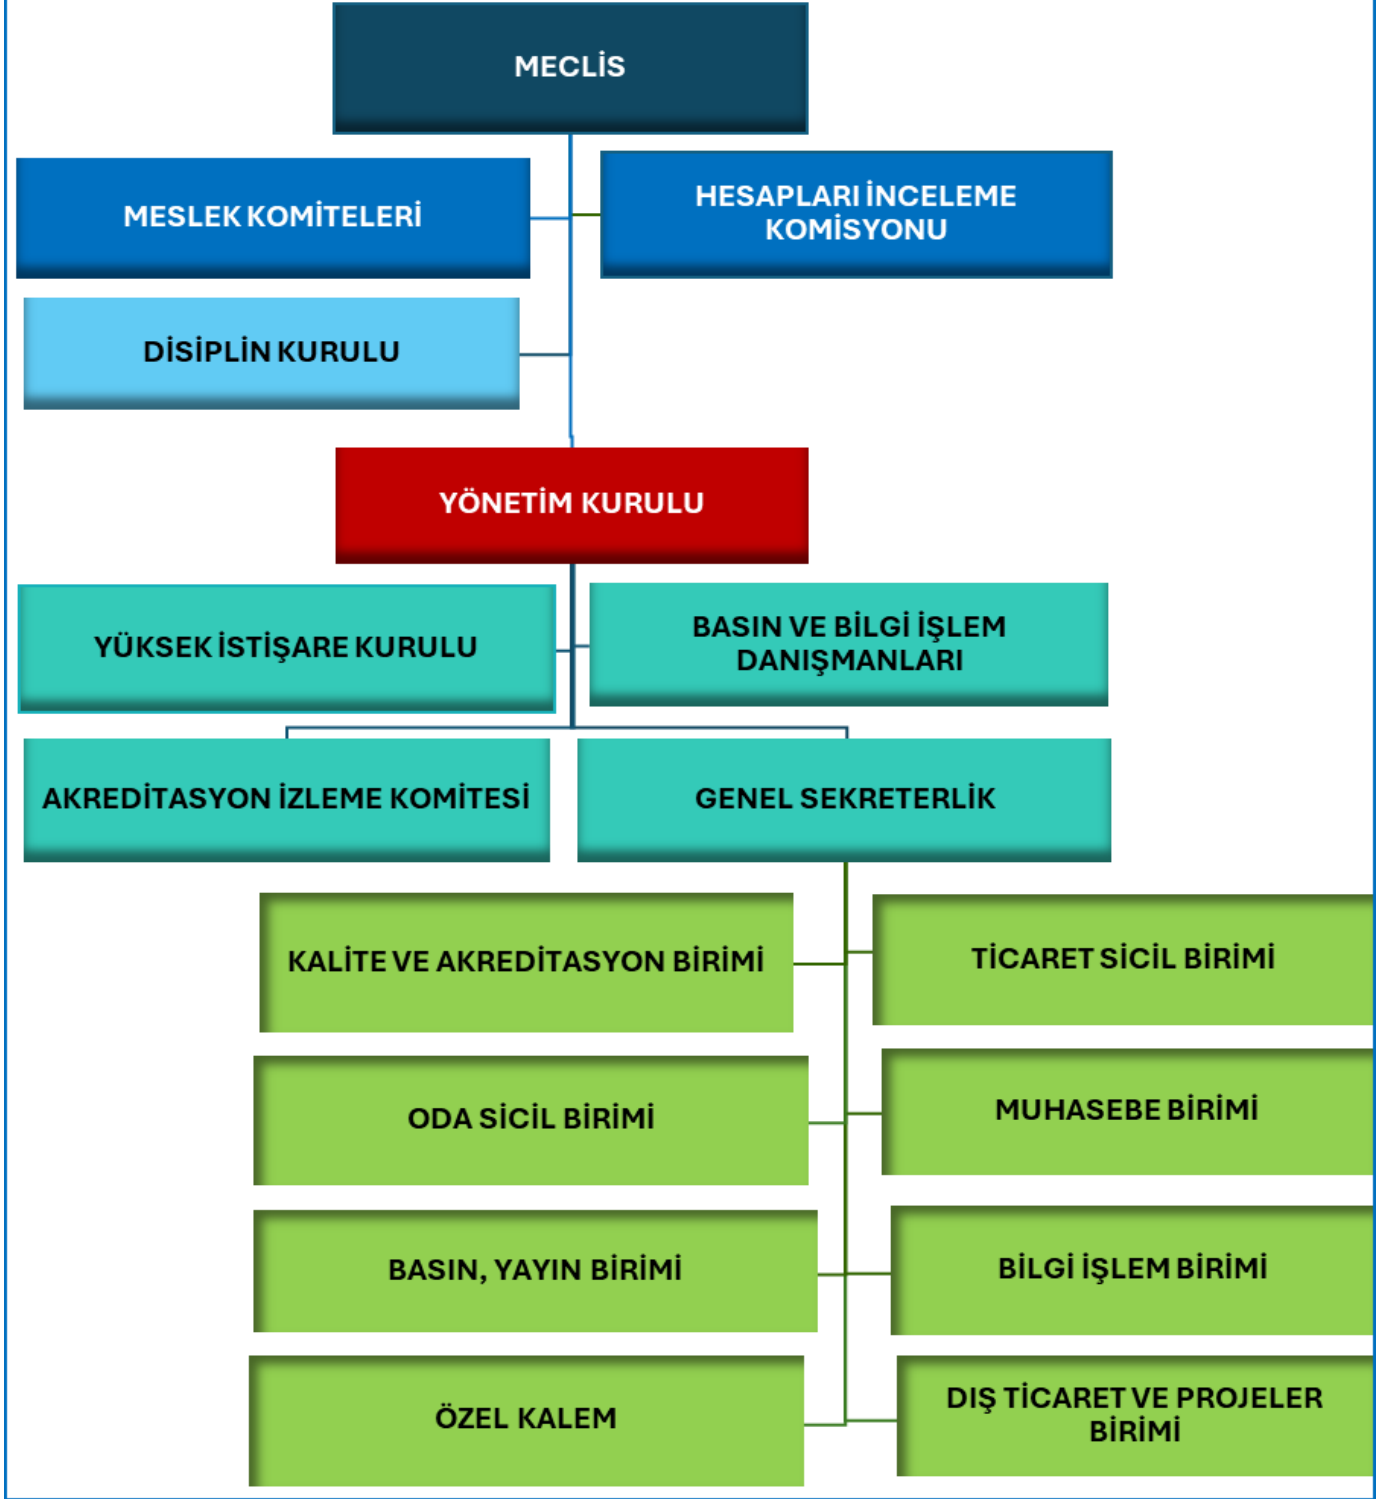 MECLİS
MESLEK KOMİTELERİ
HESAPLARI İNCELEME
KOMİSYONU
DİSİPLİN KURULU
YÖNETİM KURULU
YÜKSEK İSTİŞARE KURULU
BASIN VE BİLGİ İŞLEM
DANIŞMANLARI
AKREDİTASYON İZLEME KOMİTESİ
GENEL SEKRETERLİK
KALİTE VE AKREDİTASYON BİRİMİ
TİCARET SİCİL BİRİMİ
ODA SİCİL BİRİMİ
MUHASEBE BİRİMİ
BASIN, YAYIN BİRİMİ
BİLGİ İŞLEM BİRİMİ
ÖZEL KALEM
DIŞ TİCARET VE PROJELER
BİRİMİ